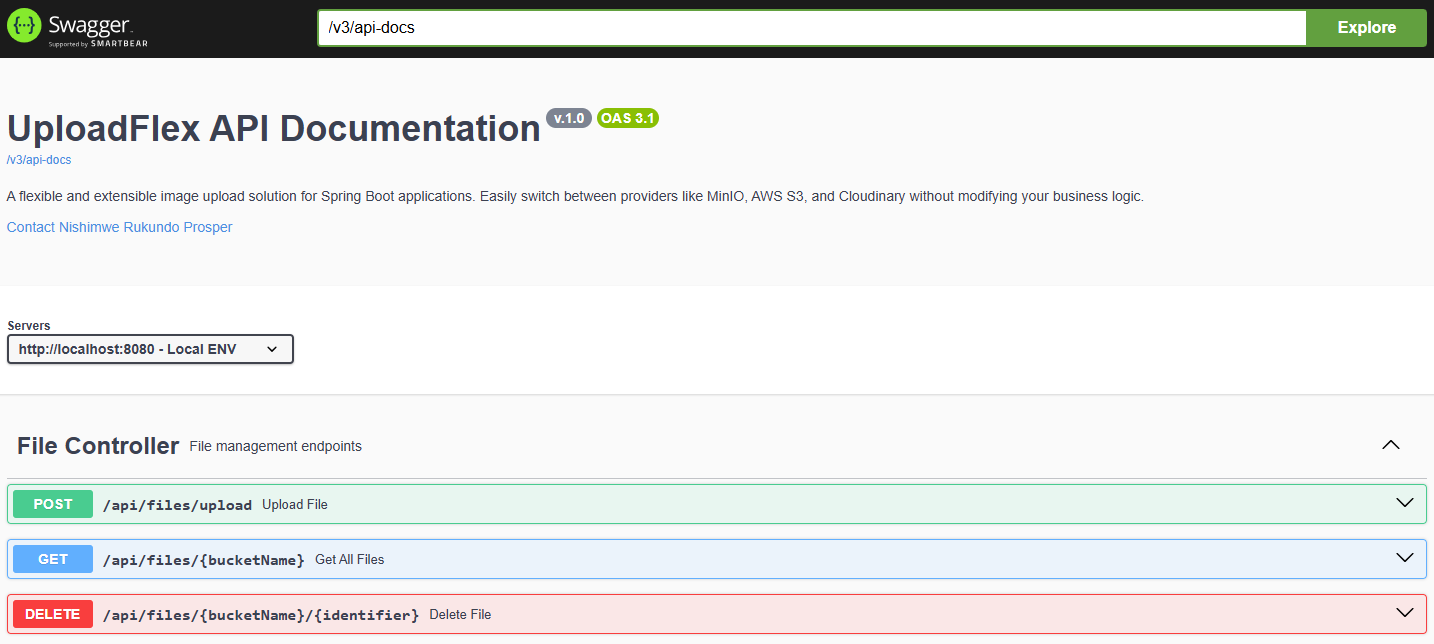 {···} Swagger
Supported by SMARTBEAR
/v3/api-docs
Explore
UploadFlex API Documentation v.1.0 OAS 3.1
/v3/api-docs
A flexible and extensible image upload solution for Spring Boot applications. Easily switch between providers like MinIO, AWS S3, and Cloudinary without modifying your business logic.
Contact Nishimwe Rukundo Prosper
Servers
http://localhost:8080 - Local ENV
File Controller File management endpoints
POST /api/files/upload Upload File
GET /api/files/{bucketName} Get All Files
DELETE /api/files/{bucketName}/{identifier} Delete File